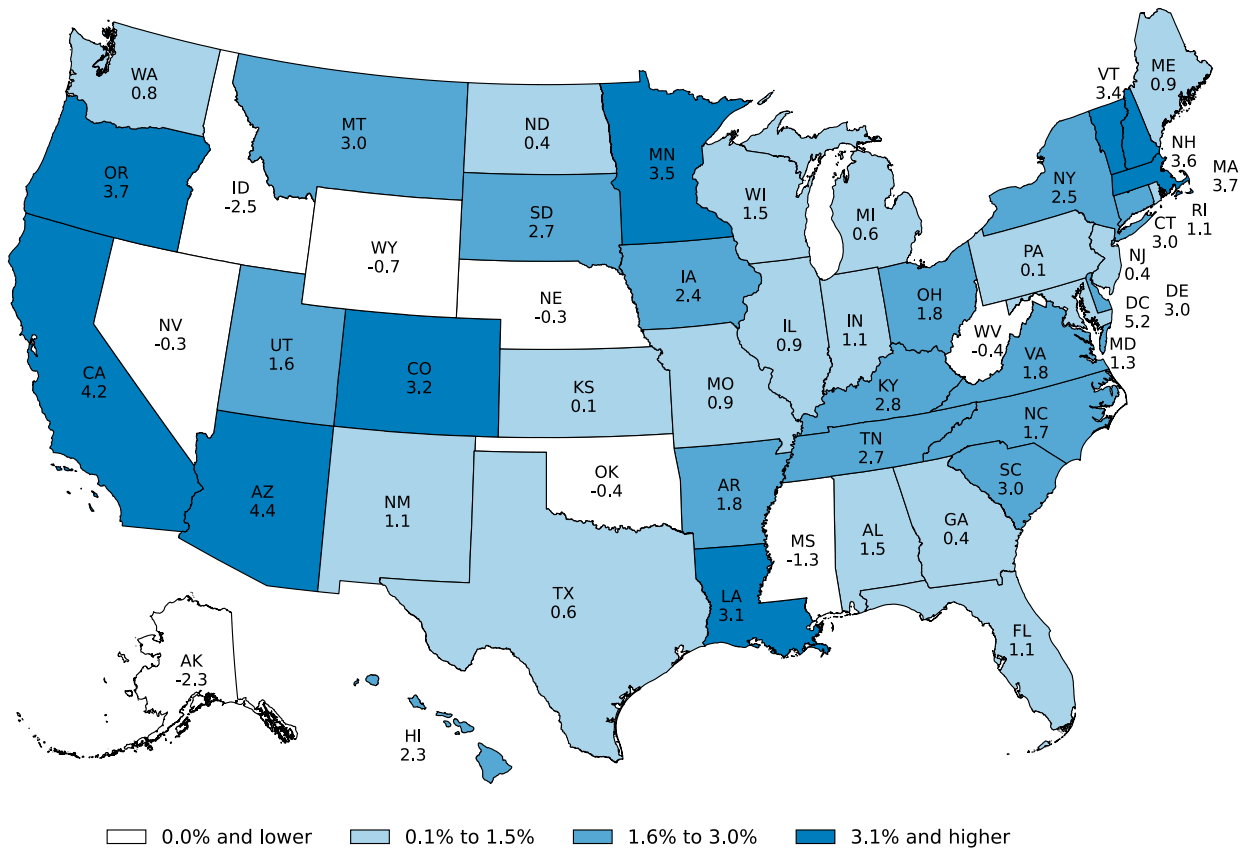 WA
0.8
OR
3.7
CA
4.2
ID
-2.5
NV
-0.3
MT
3.0
WY
-0.7
UT
1.6
CO
3.2
AZ
4.4
NM
1.1
ND
0.4
SD
2.7
NE
-0.3
KS
0.1
OK
-0.4
TX
0.6
MN
3.5
IA
2.4
MO
0.9
AR
1.8
LA
3.1
WI
1.5
IL
0.9
MI
0.6
IN
1.1
OH
1.8
KY
2.8
TN
2.7
MS
-1.3
AL
1.5
GA
0.4
FL
1.1
SC
3.0
NC
1.7
VA
1.8
WV
-0.4
PA
0.1
NY
2.5
VT
3.4
ME
0.9
NH
3.6
MA
3.7
RI
1.1
CT
3.0
NJ
0.4
DE
3.0
DC
5.2
MD
1.3
AK
-2.3
HI
2.3
0.0% and lower
0.1% to 1.5%
1.6% to 3.0%
3.1% and higher